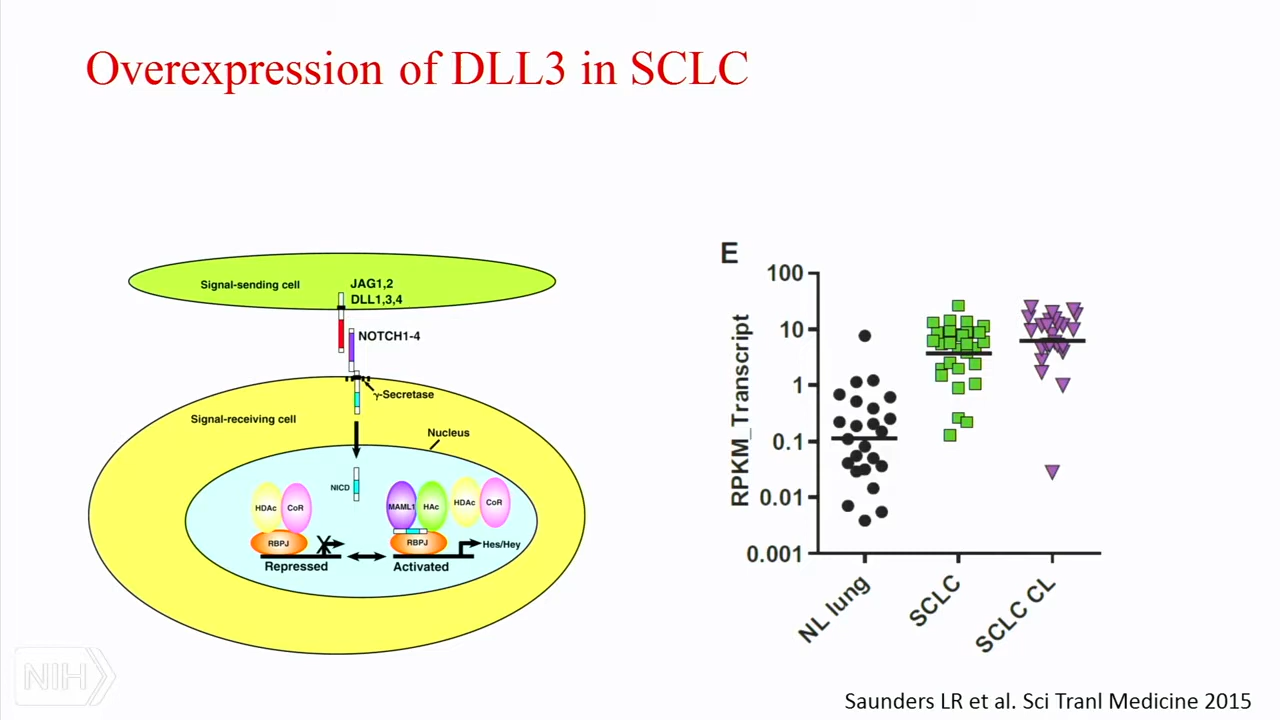 Overexpression of DLL3 in SCLC
Signal-sending cell
JAG1,2
DLL1,3,4
NOTCH1-4
γ-Secretase
Signal-receiving cell
Nucleus
NICD
HDAc
CoR
RBPJ
Repressed
MAML1
HAc
HDAc
CoR
RBPJ
Hes/Hey
Activated
E
RPKM_Transcript
100
10
1
0.1
0.01
0.001
NL lung
SCLC
SCLC CL
NIH
Saunders LR et al. Sci Tranl Medicine 2015